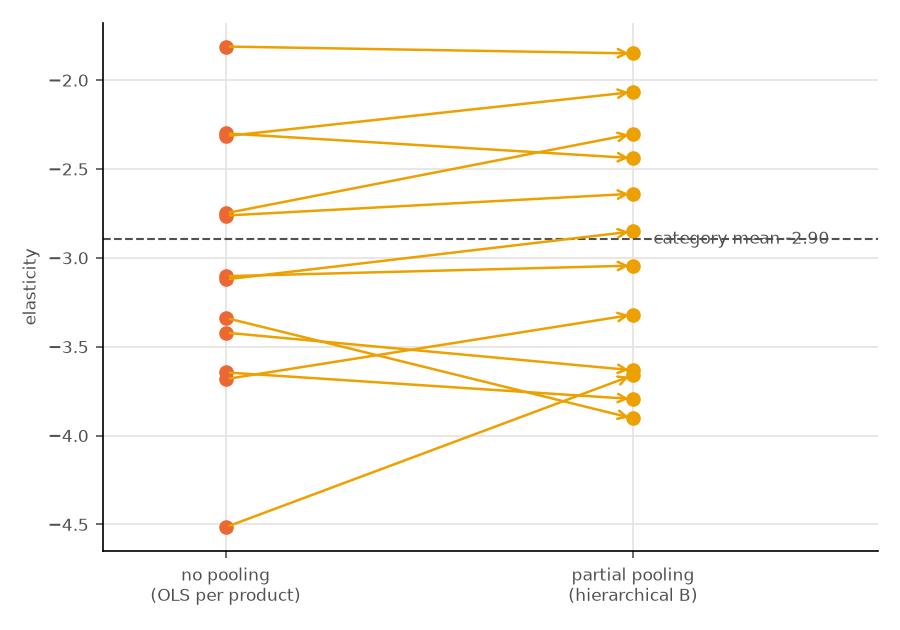 −2.0
−2.5
−3.0
−3.5
−4.0
−4.5
elasticity
category mean -2.90
no pooling
(OLS per product)
partial pooling
(hierarchical B)